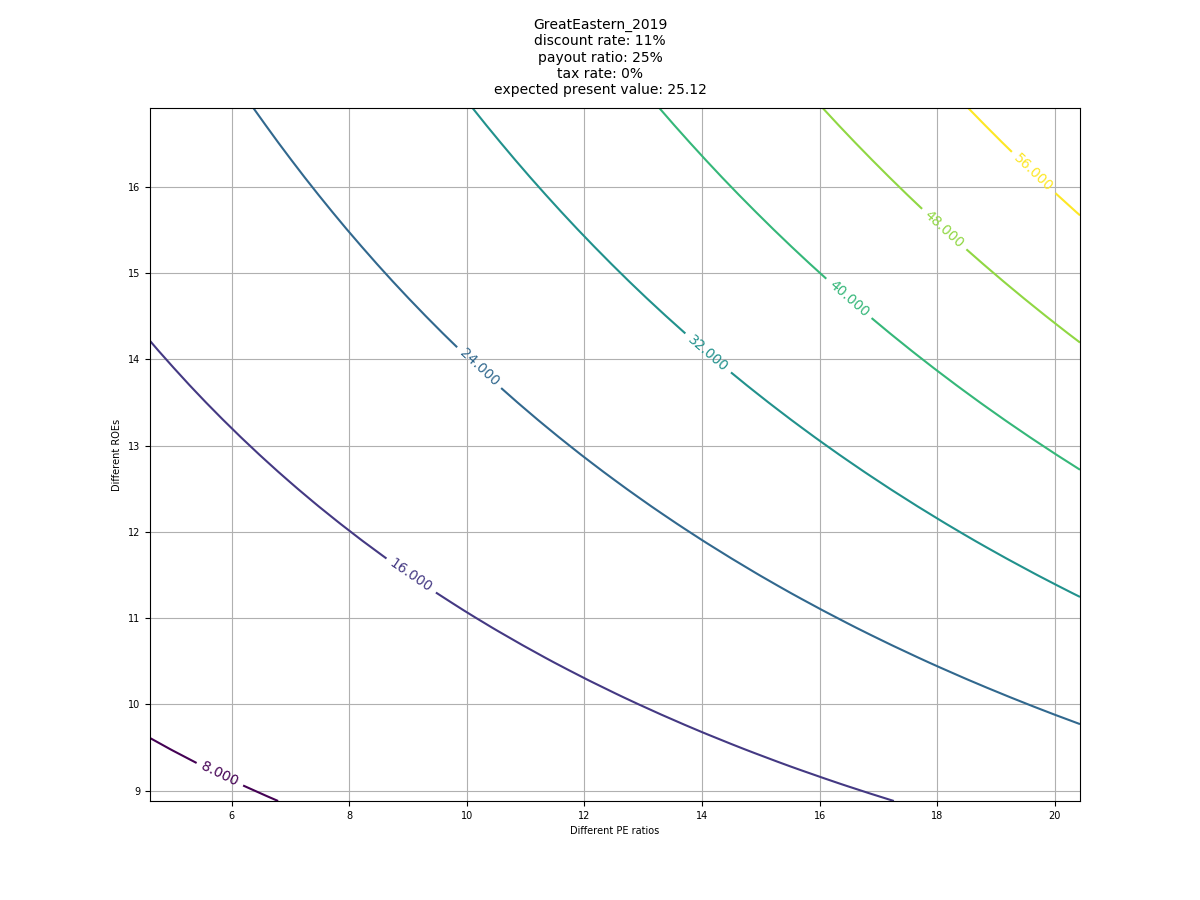 GreatEastern_2019
discount rate: 11%
payout ratio: 25%
tax rate: 0%
expected present value: 25.12
56.000
16
48.000
15
40.000
14
32.000
24.000
13
Different ROEs
12
16.000
11
10
8.000
9
6 8 10 12 14 16 18 20
Different PE ratios